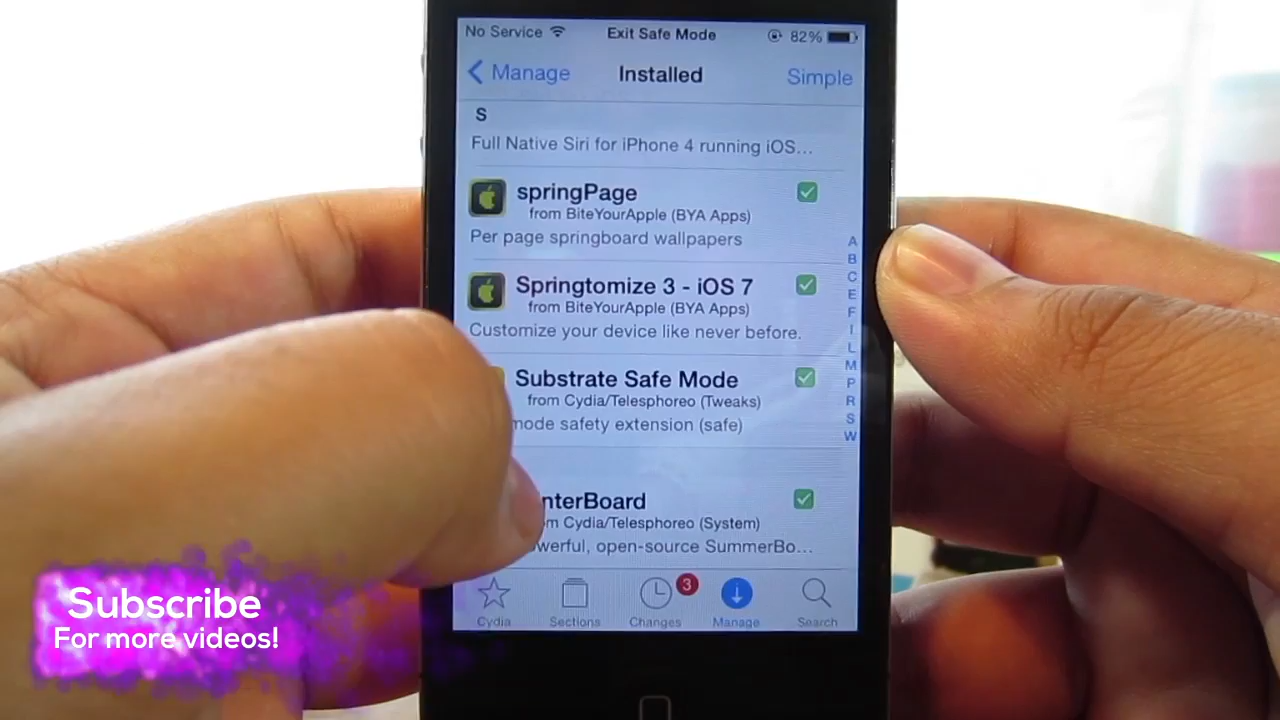 No Service Exit Safe Mode 82%
Manage Installed Simple
S
Full Native Siri for iPhone 4 running iOS...
springPage
from BiteYourApple (BYA Apps)
Per page springboard wallpapers
Springtomize 3 - iOS 7
from BiteYourApple (BYA Apps)
Customize your device like never before.
Substrate Safe Mode
from Cydia/Telesphoreo (Tweaks)
mode safety extension (safe)
nterBoard
om Cydia/Telesphoreo (System)
werful, open-source SummerBo...
A
B
C
E
F
I
L
M
P
R
S
W
3
Cydia Sections Changes Manage Search
Subscribe
For more videos!